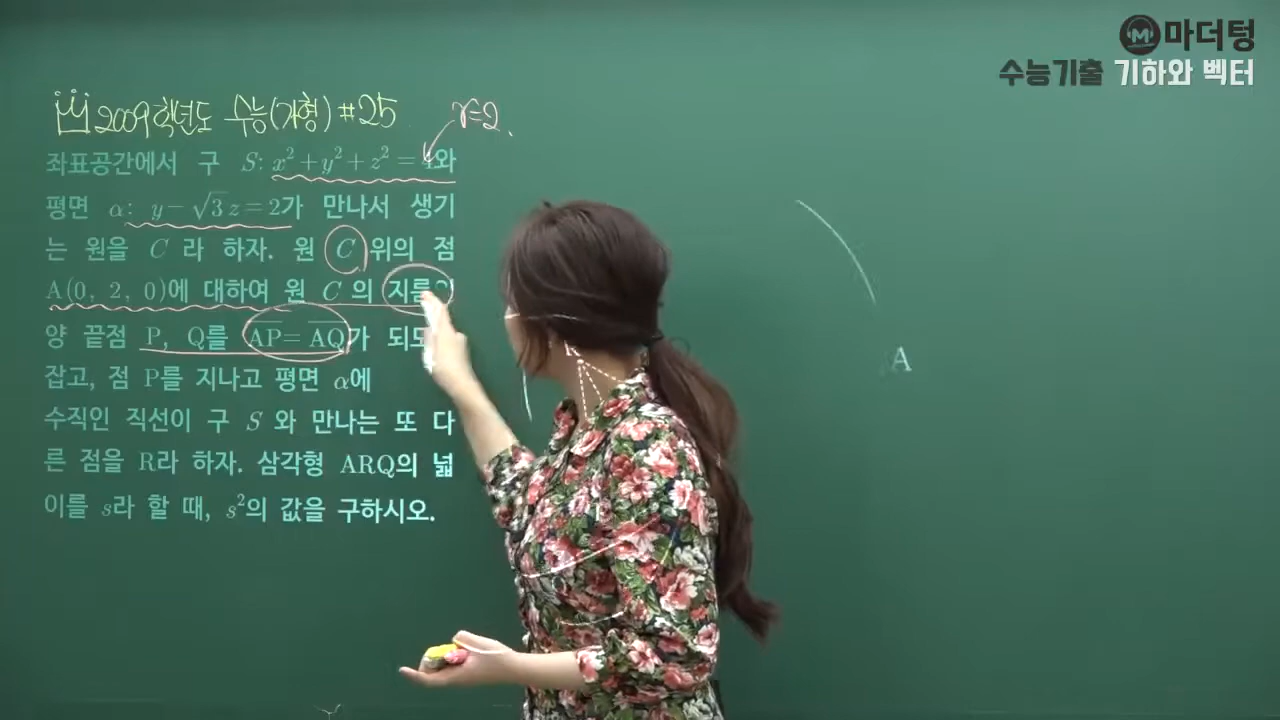 마더텅
수능기출 기하와 벡터
2009학년도 수능(가형) #25
r=2
좌표공간에서 구 S: x²+y²+z²=4와
평면 α: y-√3z=2가 만나서 생기
는 원을 C라 하자. 원 C 위의 점
A(0, 2, 0)에 대하여 원 C의 지름의
양 끝점 P, Q를 AP=AQ가 되도
잡고, 점 P를 지나고 평면 α에
수직인 직선이 구 S와 만나는 또 다
른 점을 R라 하자. 삼각형 ARQ의 넓
이를 s라 할 때, s²의 값을 구하시오.
A